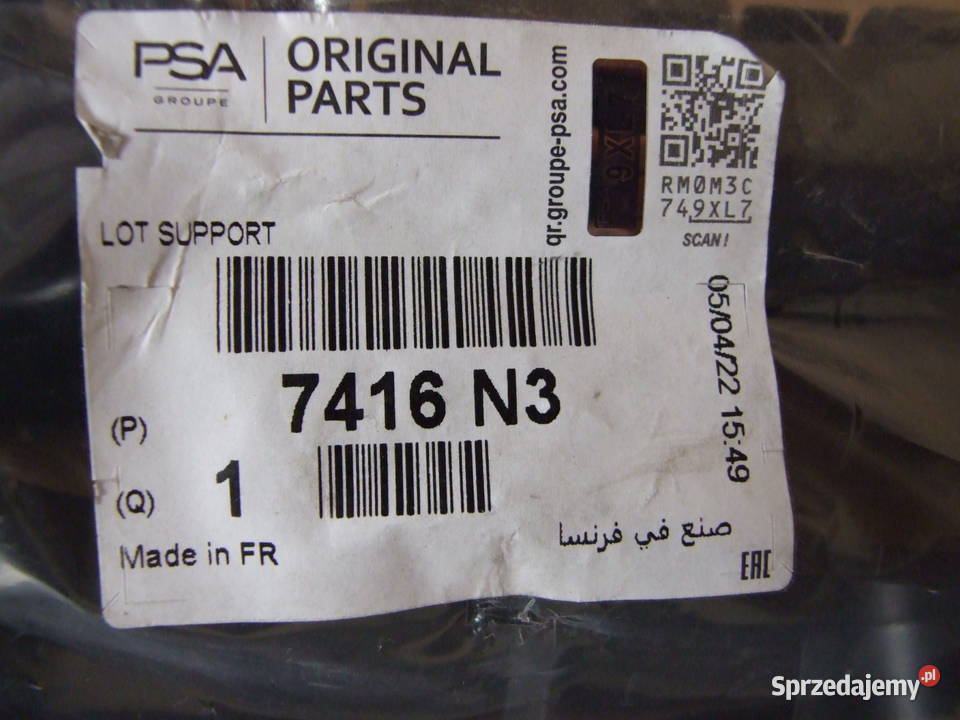 PSA
GROUPE
ORIGINAL
PARTS
qr.groupe-psa.com
9XL7
RM0M3C
749XL7
SCAN!
LOT SUPPORT
05/04/22 15:49
7416 N3
(P)
(Q) 1
صنع في فرنسا
Made in FR
EAC
Sprzedajemy.pl